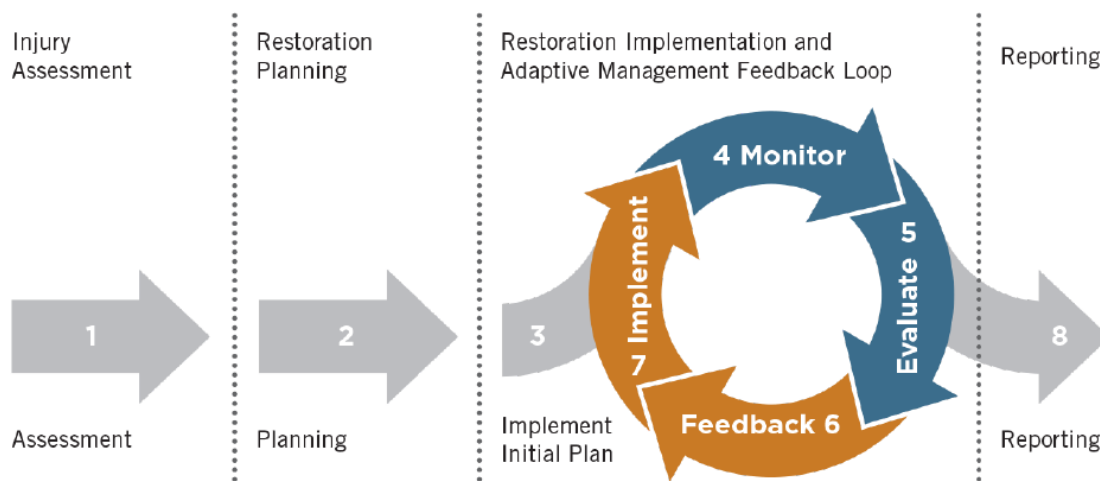 Injury
Assessment
Restoration
Planning
Restoration Implementation and
Adaptive Management Feedback Loop
Reporting
1
2
3
4 Monitor
Evaluate 5
Feedback 6
7 Implement
8
Assessment
Planning
Implement
Initial Plan
Reporting